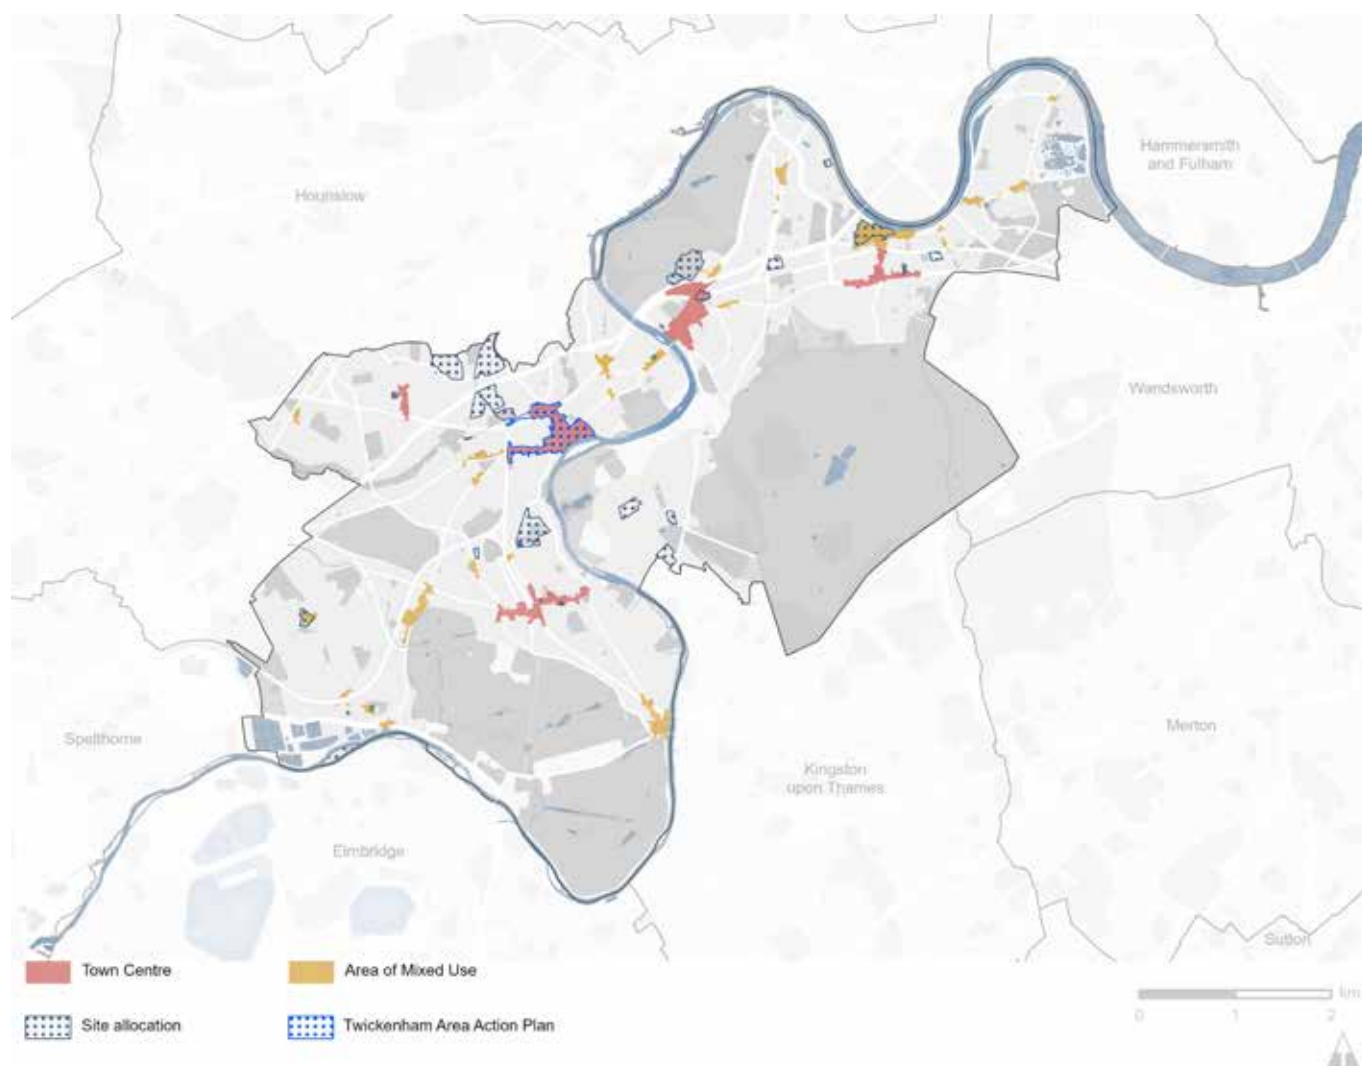 Hammersmith
and Fulham
Hounslow
Wandsworth
Merton
Spelthorne
Kingston
upon Thames
Elmbridge
Sutton
Town Centre
Area of Mixed Use
Site allocation
Twickenham Area Action Plan
km
0
1
2